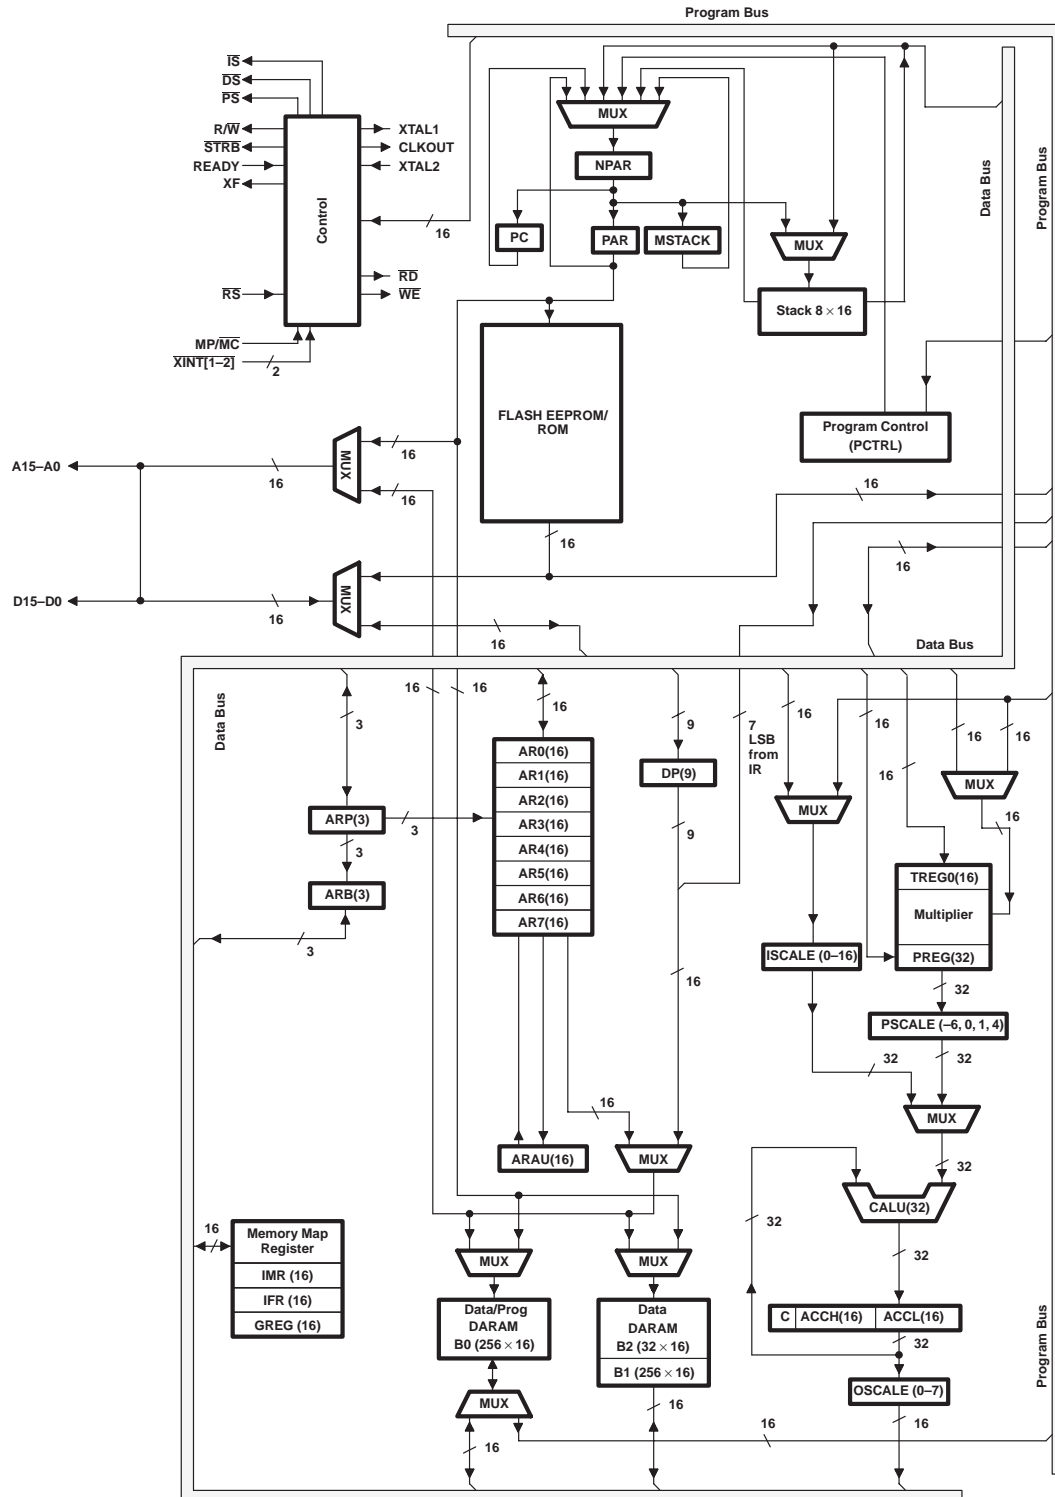 Program Bus
IS
DS
PS
R/W
STRB
READY
XF
RS
MP/MC
XINT[1–2]
2
Control
XTAL1
CLKOUT
XTAL2
16
RD
WE
MUX
NPAR
PC
PAR
MSTACK
MUX
Stack 8 × 16
Data Bus
Program Bus
FLASH EEPROM/
ROM
16
Program Control
(PCTRL)
A15–A0
16
MUX
16
16
16
16
D15–D0
16
MUX
16
Data Bus
Data Bus
3
16
16
16
9
7
LSB
from
IR
16
16
16
16
16
AR0(16)
AR1(16)
AR2(16)
AR3(16)
AR4(16)
AR5(16)
AR6(16)
AR7(16)
DP(9)
9
MUX
MUX
16
ARP(3)
3
3
ARB(3)
3
TREG0(16)
Multiplier
PREG(32)
ISCALE (0–16)
16
32
PSCALE (–6, 0, 1, 4)
32
32
MUX
16
ARAU(16)
MUX
32
CALU(32)
32
32
16
Memory Map
Register
IMR (16)
IFR (16)
GREG (16)
MUX
MUX
Data/Prog
DARAM
B0 (256 × 16)
Data
DARAM
B2 (32 × 16)
B1 (256 × 16)
C
ACCH(16)
ACCL(16)
32
OSCALE (0–7)
MUX
16
16
16
16
Program Bus